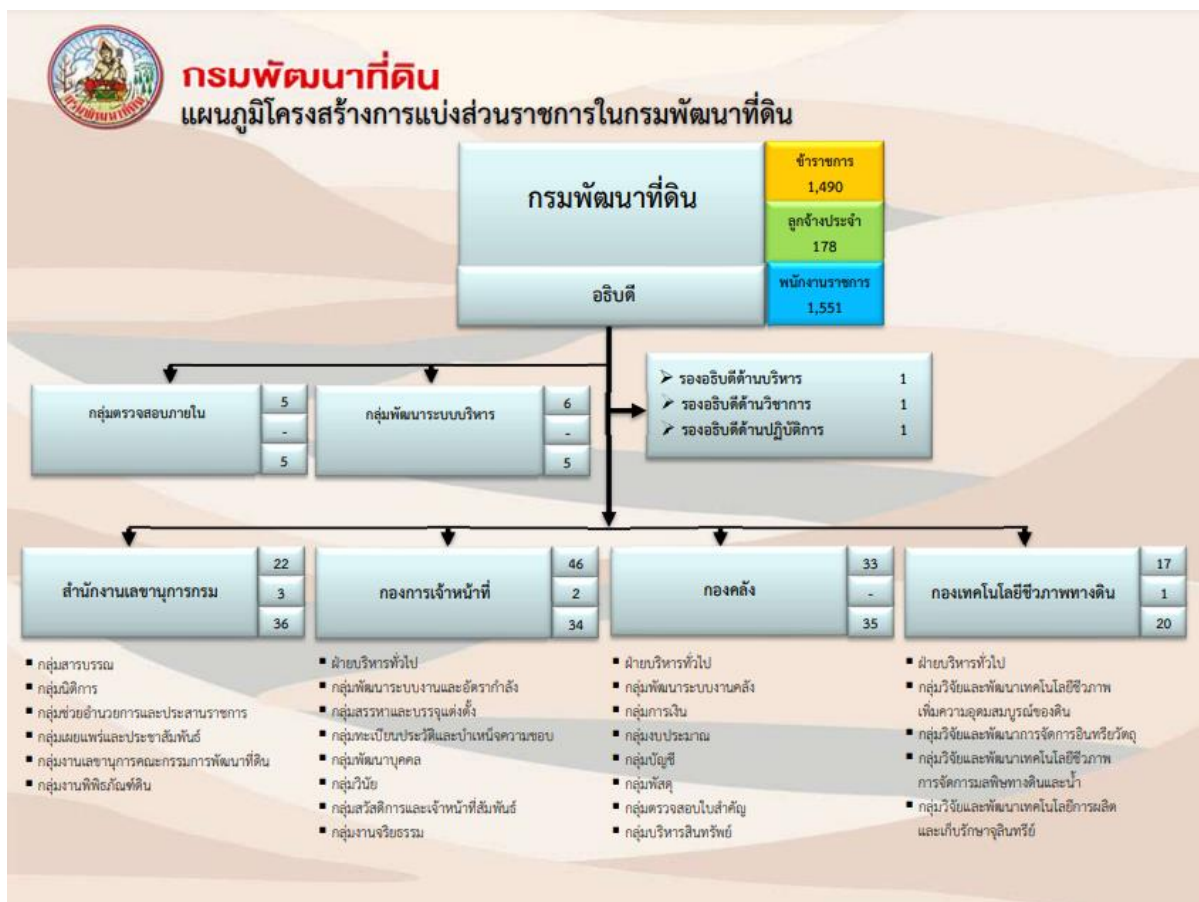 กรมพัฒนาที่ดิน
กรมพัฒนาที่ดิน
แผนภูมิโครงสร้างการแบ่งส่วนราชการในกรมพัฒนาที่ดิน
กรมพัฒนาที่ดิน
ข้าราชการ
1,490
ลูกจ้างประจำ
178
อธิบดี
พนักงานราชการ
1,551
กลุ่มตรวจสอบภายใน
5
-
5
กลุ่มพัฒนาระบบบริหาร
6
-
5
➢ รองอธิบดีด้านบริหาร 1
➢ รองอธิบดีด้านวิชาการ 1
➢ รองอธิบดีด้านปฏิบัติการ 1
สำนักงานเลขานุการกรม
22
3
36
▪ กลุ่มสารบรรณ
▪ กลุ่มนิติการ
▪ กลุ่มช่วยอำนวยการและประสานราชการ
▪ กลุ่มเผยแพร่และประชาสัมพันธ์
▪ กลุ่มงานเลขานุการคณะกรรมการพัฒนาที่ดิน
▪ กลุ่มงานพิพิธภัณฑ์ดิน
กองการเจ้าหน้าที่
46
2
34
▪ ฝ่ายบริหารทั่วไป
▪ กลุ่มพัฒนาระบบงานและอัตรากำลัง
▪ กลุ่มสรรหาและบรรจุแต่งตั้ง
▪ กลุ่มทะเบียนประวัติและบำเหน็จความชอบ
▪ กลุ่มพัฒนาบุคคล
▪ กลุ่มวินัย
▪ กลุ่มสวัสดิการและเจ้าหน้าที่สัมพันธ์
▪ กลุ่มงานจริยธรรม
กองคลัง
33
-
35
▪ ฝ่ายบริหารทั่วไป
▪ กลุ่มพัฒนาระบบงานคลัง
▪ กลุ่มการเงิน
▪ กลุ่มงบประมาณ
▪ กลุ่มบัญชี
▪ กลุ่มพัสดุ
▪ กลุ่มตรวจสอบใบสำคัญ
▪ กลุ่มบริหารสินทรัพย์
กองเทคโนโลยีชีวภาพทางดิน
17
1
20
▪ ฝ่ายบริหารทั่วไป
▪ กลุ่มวิจัยและพัฒนาเทคโนโลยีชีวภาพ
เพิ่มความอุดมสมบูรณ์ของดิน
▪ กลุ่มวิจัยและพัฒนาการจัดการอินทรียวัตถุ
▪ กลุ่มวิจัยและพัฒนาเทคโนโลยีชีวภาพ
การจัดการมลพิษทางดินและน้ำ
▪ กลุ่มวิจัยและพัฒนาเทคโนโลยีการผลิต
และเก็บรักษาจุลินทรีย์